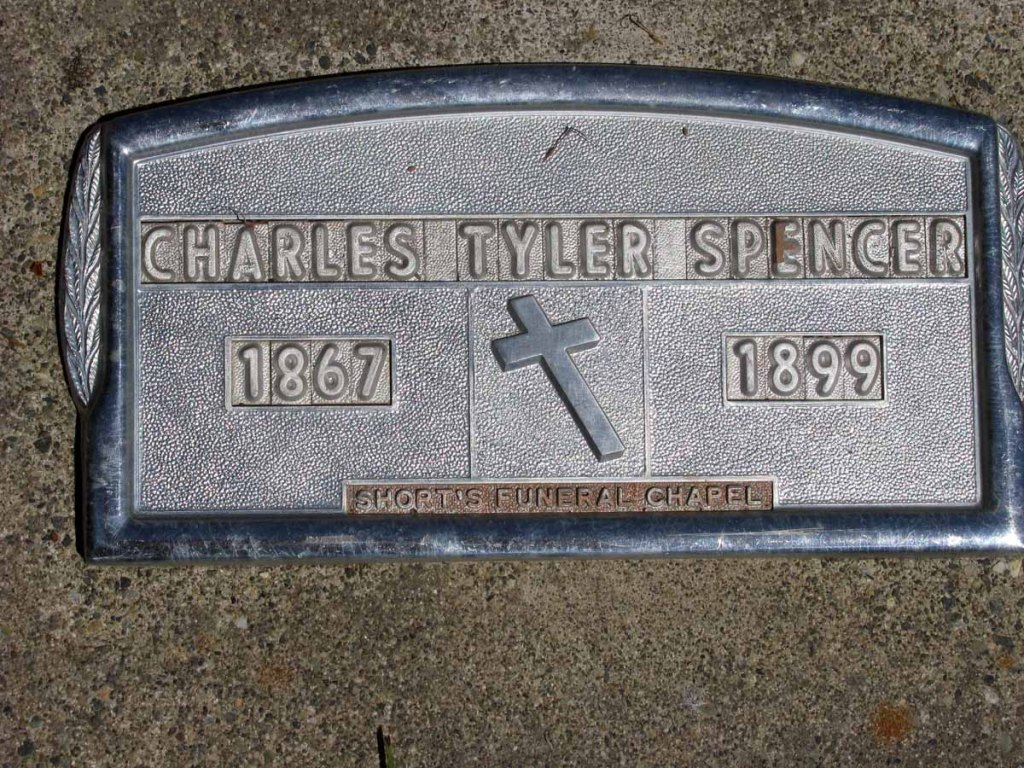 CHARLES TYLER SPENCER
1867 1899
SHORT'S FUNERAL CHAPEL